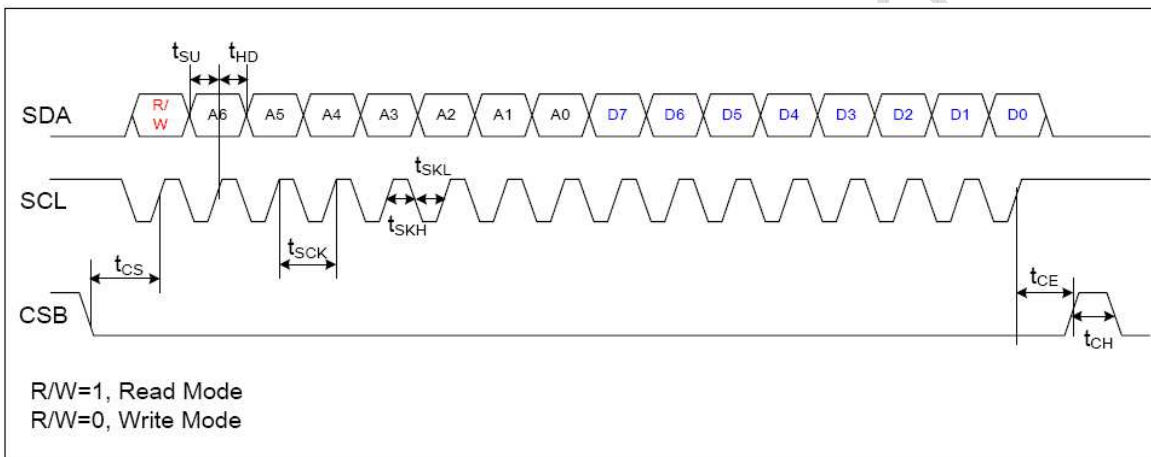 tSU tHD
SDA R/W A6 A5 A4 A3 A2 A1 A0 D7 D6 D5 D4 D3 D2 D1 D0
tSKL
SCL
tSKH
tSCK
tCS
tCE
CSB
tCH
R/W=1, Read Mode
R/W=0, Write Mode